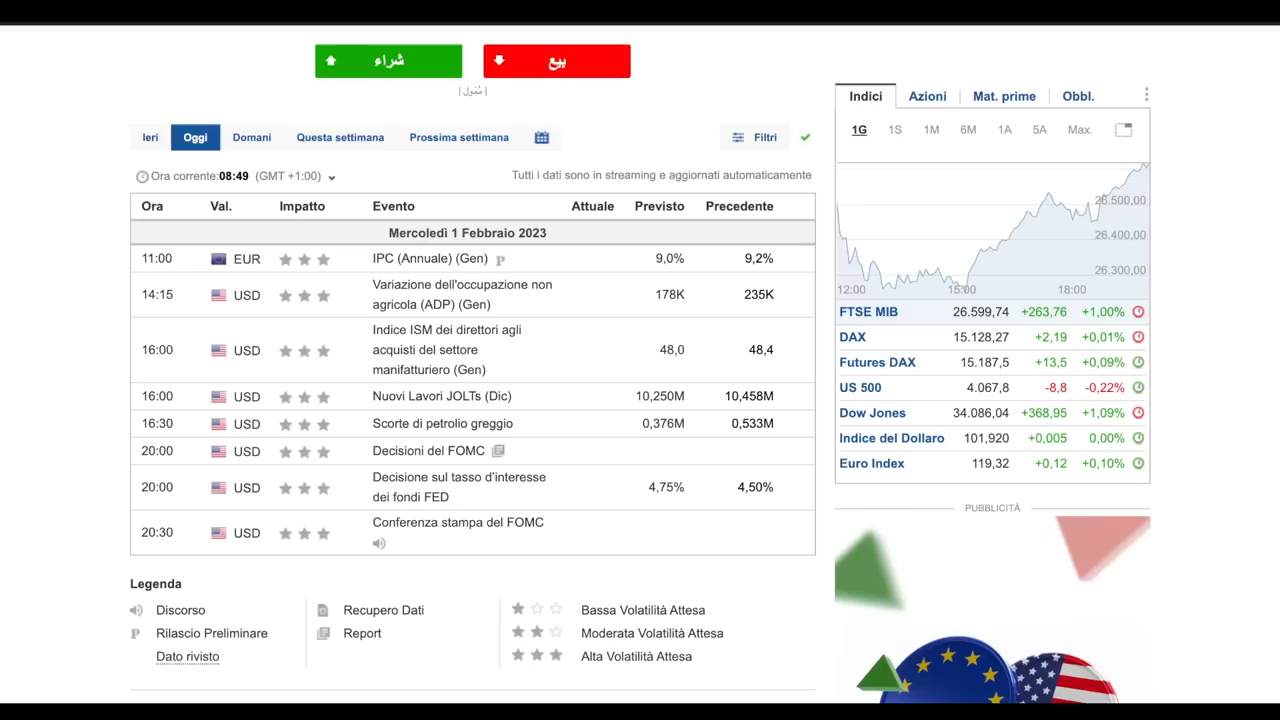 شراء
بيع
| مُمَّول |
Ieri Oggi Domani Questa settimana Prossima settimana Filtri
Ora corrente:08:49 (GMT +1:00) Tutti i dati sono in streaming e aggiornati automaticamente
Ora Val. Impatto Evento Attuale Previsto Precedente
Mercoledì 1 Febbraio 2023
11:00 EUR IPC (Annuale) (Gen) P 9,0% 9,2%
14:15 USD Variazione dell'occupazione non
agricola (ADP) (Gen) 178K 235K
16:00 USD Indice ISM dei direttori agli
acquisti del settore
manifatturiero (Gen) 48,0 48,4
16:00 USD Nuovi Lavori JOLTs (Dic) 10,250M 10,458M
16:30 USD Scorte di petrolio greggio 0,376M 0,533M
20:00 USD Decisioni del FOMC
20:00 USD Decisione sul tasso d’interesse
dei fondi FED 4,75% 4,50%
20:30 USD Conferenza stampa del FOMC
Legenda
Discorso
P Rilascio Preliminare
Dato rivisto
Recupero Dati
Report
Bassa Volatilità Attesa
Moderata Volatilità Attesa
Alta Volatilità Attesa
Indici Azioni Mat. prime Obbl.
1G 1S 1M 6M 1A 5A Max.
26.500,00
26.400,00
26.300,00
12:00 15:00 18:00
FTSE MIB 26.599,74 +263,76 +1,00%
DAX 15.128,27 +2,19 +0,01%
Futures DAX 15.187,5 +13,5 +0,09%
US 500 4.067,8 -8,8 -0,22%
Dow Jones 34.086,04 +368,95 +1,09%
Indice del Dollaro 101,920 +0,005 0,00%
Euro Index 119,32 +0,12 +0,10%
PUBBLICITÀ